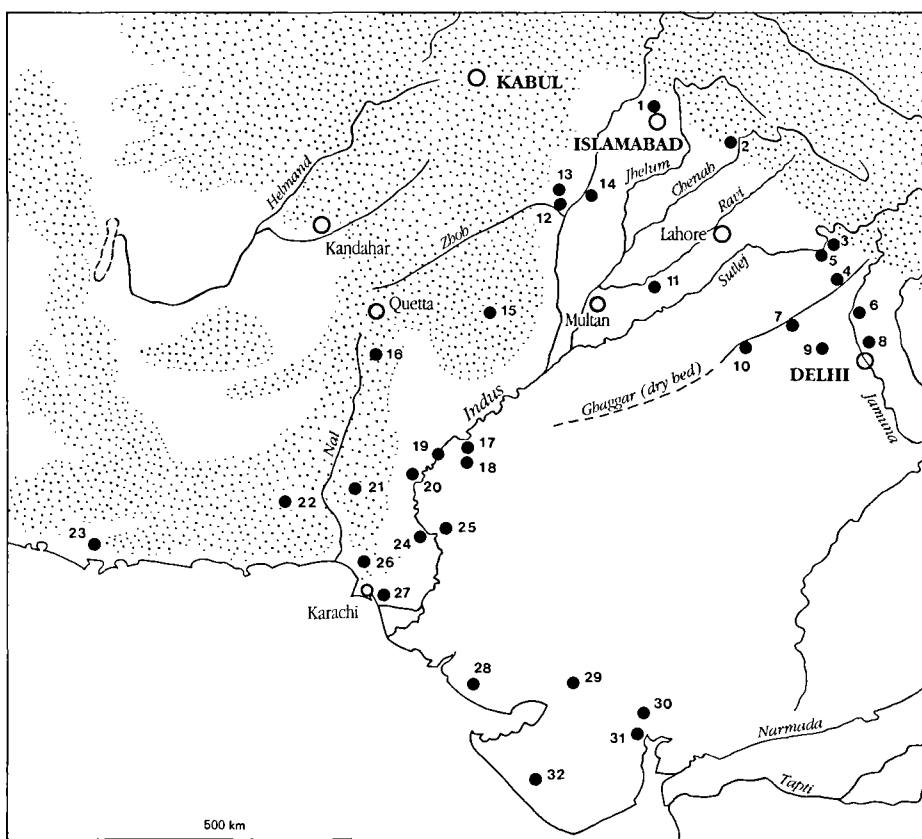 KABUL
1
ISLAMABAD
2
Jhelum
Chenab
Helmand
13
14
12
Ravi
Zhob
Kandahar
Lahore
3
5
Sutlej
4
11
Quetta
15
Multan
7
6
16
10
9
8
DELHI
Indus
Ghaggar (dry bed)
Jamuna
Nal
19
17
18
20
21
22
25
23
24
26
27
Karachi
28
29
30
31
Narmada
32
Tapti
500 km